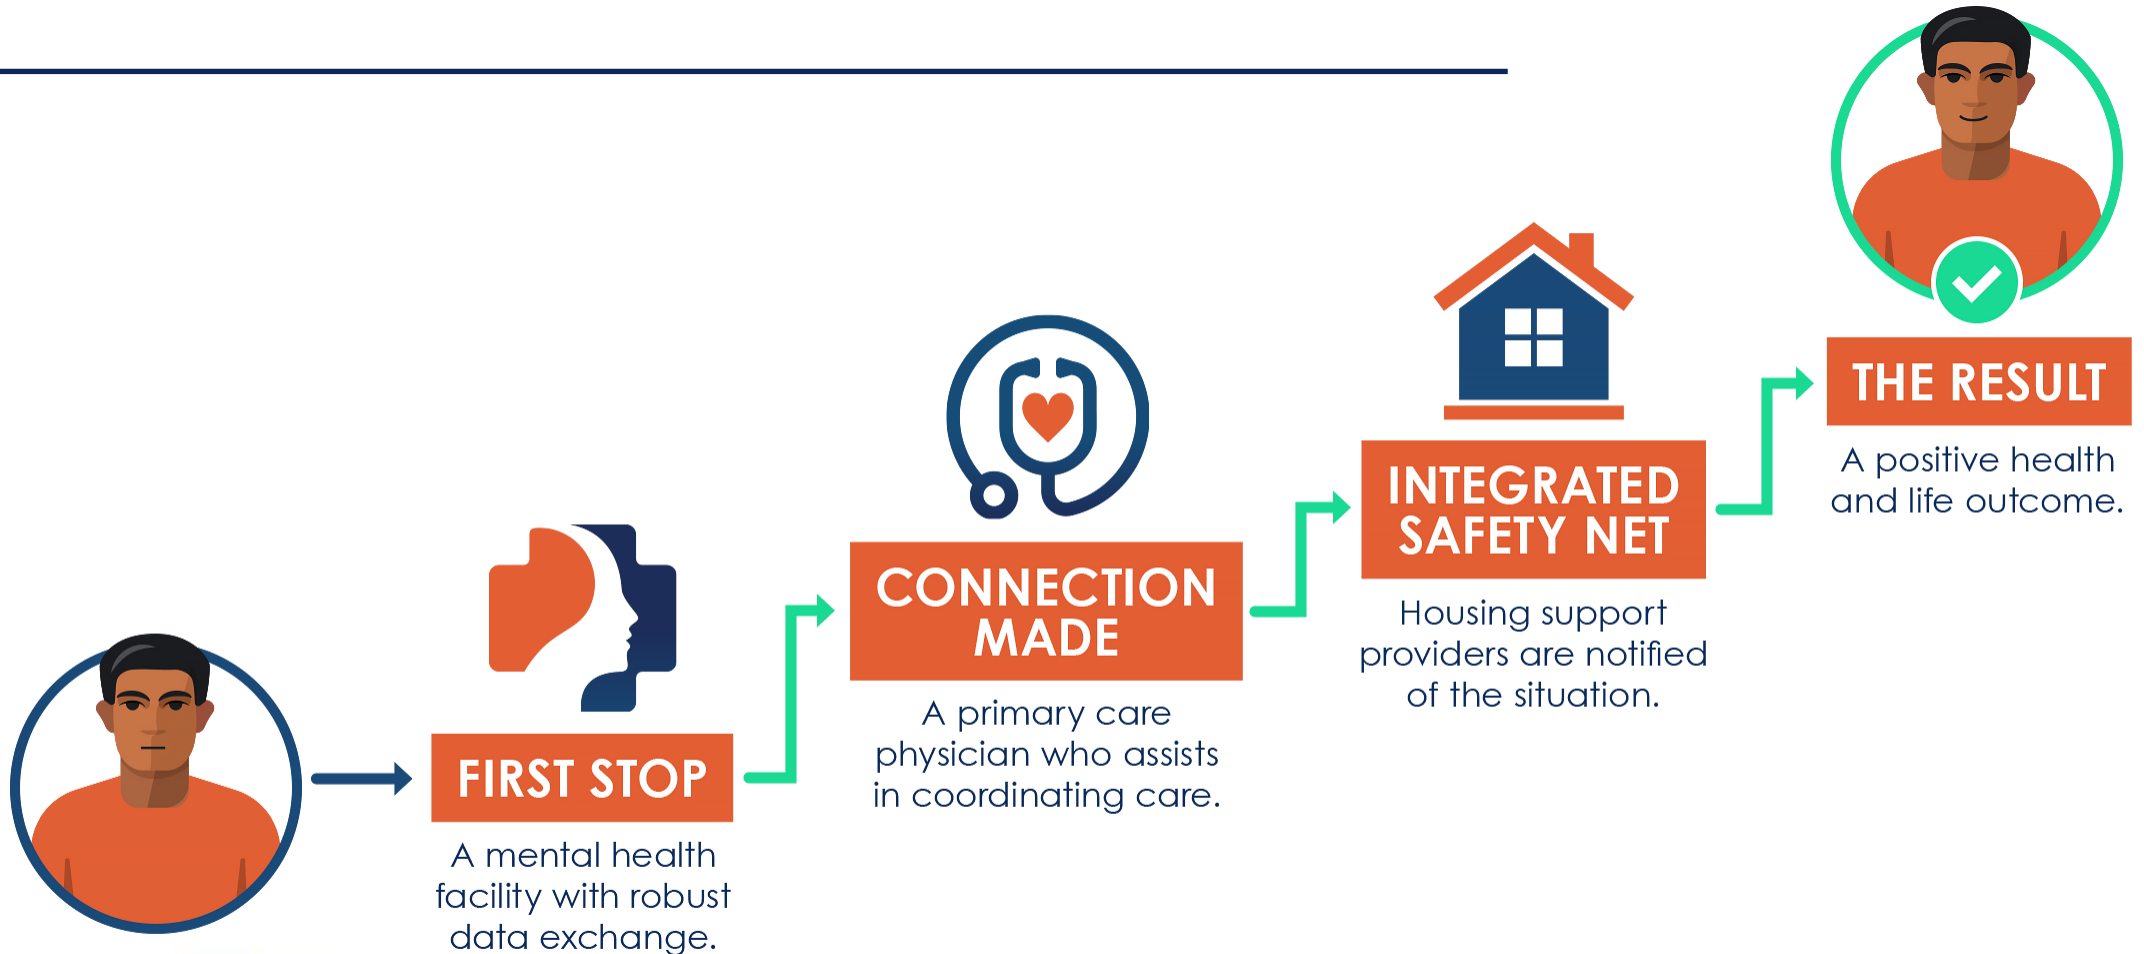 FIRST STOP
A mental health
facility with robust
data exchange.
CONNECTION
MADE
A primary care
physician who assists
in coordinating care.
INTEGRATED
SAFETY NET
Housing support
providers are notified
of the situation.
THE RESULT
A positive health
and life outcome.